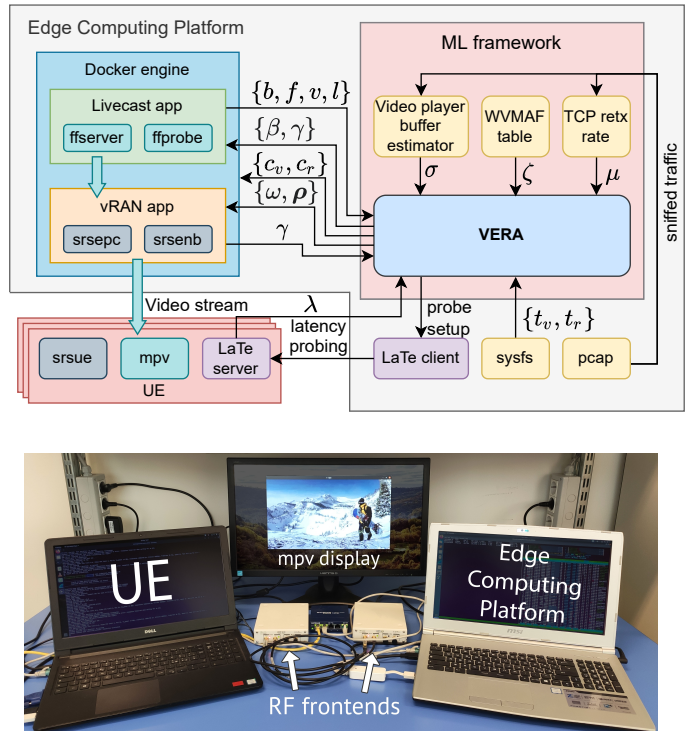 Edge Computing Platform
ML framework
Docker engine
Livecast app
ffserver
ffprobe
vRAN app
srsepc
srsenb
{b, f, v, l}
{β, γ}
{c_v, c_r}
{ω, ρ}
γ
Video player
buffer
estimator
WVMAF
table
TCP retx
rate
σ
ζ
μ
VERA
sniffed traffic
Video stream
λ
latency
probing
probe
setup
{t_v, t_r}
srsue
mpv
LaTe
server
UE
LaTe client
sysfs
pcap
UE
mpv display
Edge
Computing
Platform
RF frontends
DELL
msi